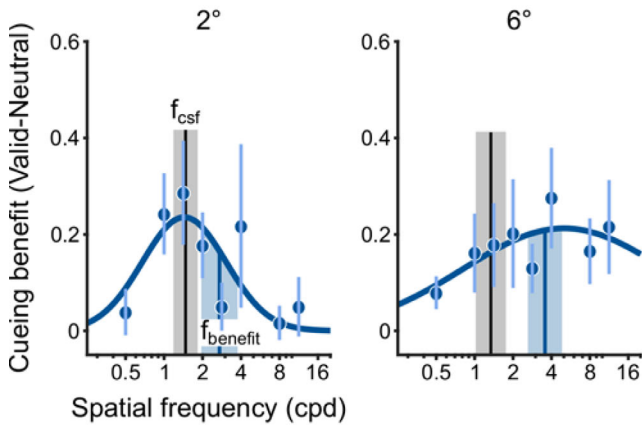 2°
6°
Cueing benefit (Valid-Neutral)
0.6
0.4
0.2
0
f_csf
f_benefit
0.5 1 2 4 8 16
0.6
0.4
0.2
0
0.5 1 2 4 8 16
Spatial frequency (cpd)